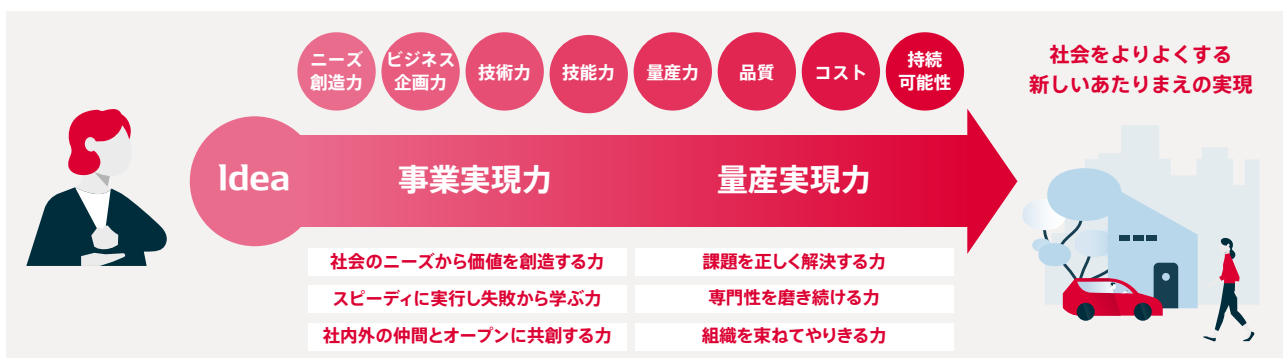 ニーズ
創造力
ビジネス
企画力
技術力
技能力
量産力
品質
コスト
持続
可能性
社会をよりよくする
新しいあたりまえの実現
Idea
事業実現力
量産実現力
社会のニーズから価値を創造する力
スピーディに実行し失敗から学ぶ力
社内外の仲間とオープンに共創する力
課題を正しく解決する力
専門性を磨き続ける力
組織を束ねてやりきる力